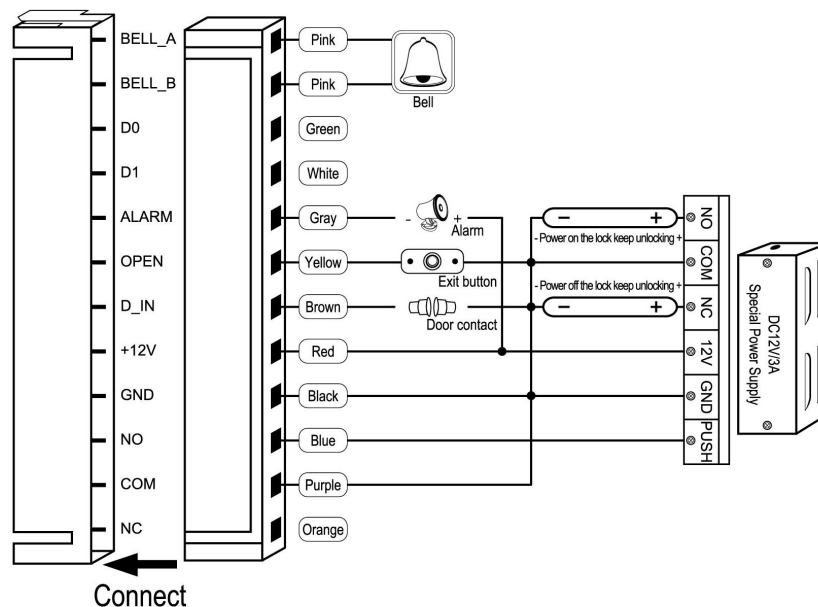 BELL_A
Pink
BELL_B
Pink
Bell
D0
Green
D1
White
ALARM
Gray
- +
Alarm
- +
NO
- Power on the lock keep unlocking +
OPEN
Yellow
Exit button
COM
- Power off the lock keep unlocking +
D_IN
Brown
Door contact
- +
NC
+12V
Red
12V
GND
Black
GND
NO
Blue
PUSH
COM
Purple
NC
Orange
DC12V/3A
Special Power Supply
Connect